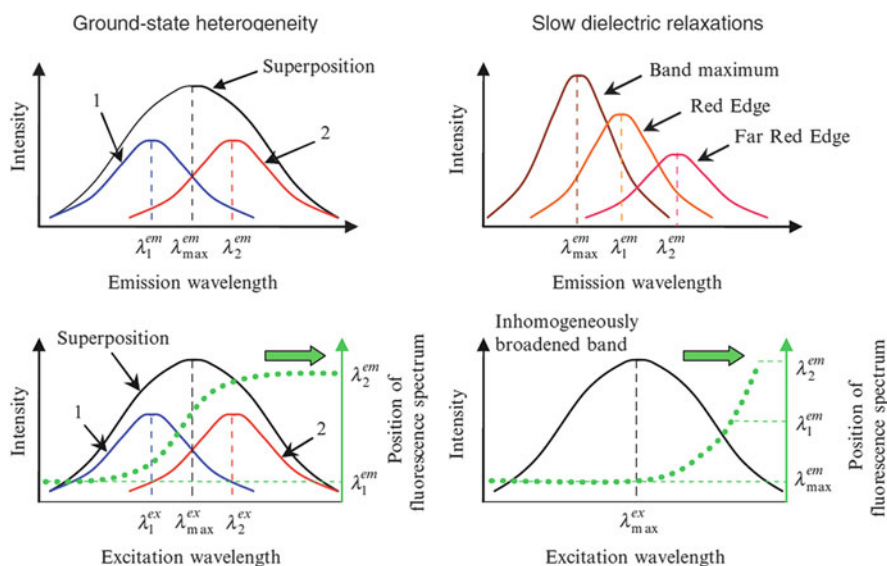 Ground-state heterogeneity
Superposition
1
2
Intensity
λ₁ᵉᵐ λₘₐₓᵉᵐ λ₂ᵉᵐ
Emission wavelength
Slow dielectric relaxations
Band maximum
Red Edge
Far Red Edge
Intensity
λₘₐₓᵉᵐ λ₁ᵉᵐ λ₂ᵉᵐ
Emission wavelength
Superposition
1
2
Intensity
λ₂ᵉᵐ
λ₁ᵉᵐ
Position of
fluorescence spectrum
λ₁ᵉˣ λₘₐₓᵉˣ λ₂ᵉˣ
Excitation wavelength
Inhomogeneously
broadened band
Intensity
λ₂ᵉᵐ
λ₁ᵉᵐ
λₘₐₓᵉᵐ
Position of
fluorescence spectrum
λₘₐₓᵉˣ
Excitation wavelength